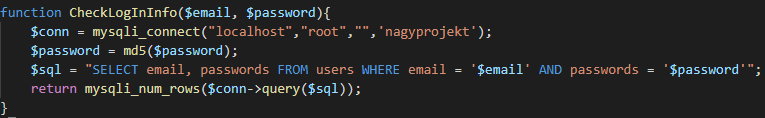 function CheckLogInInfo($email, $password){
    $conn = mysqli_connect("localhost","root","",'nagyprojekt');
    $password = md5($password);
    $sql = "SELECT email, passwords FROM users WHERE email = '$email' AND passwords = '$password'";
    return mysqli_num_rows($conn->query($sql));
}